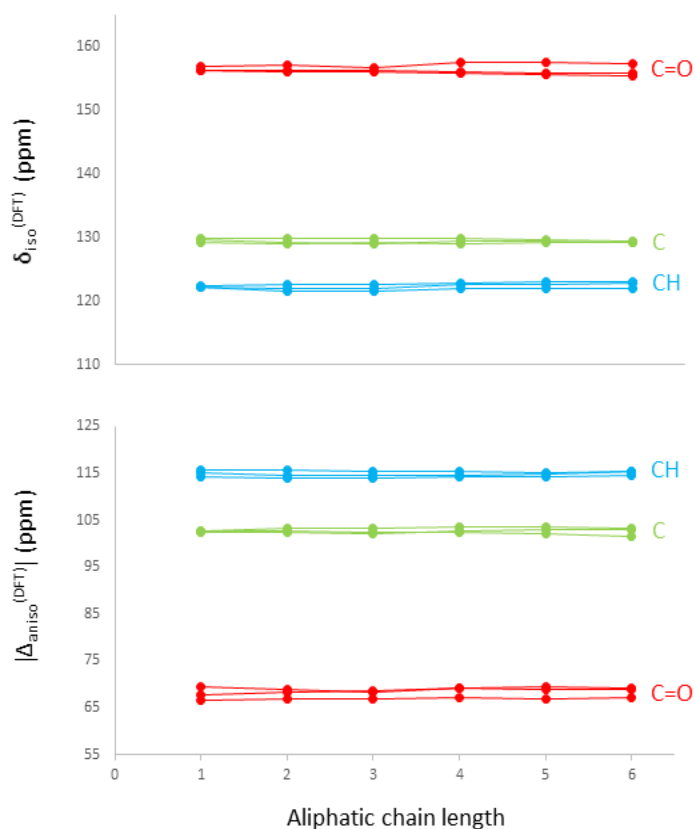 160
150
140
130
120
110
δiso(DFT) (ppm)
C=O
C
CH
125
115
105
95
85
75
65
55
|Δaniso(DFT)| (ppm)
CH
C
C=O
0 1 2 3 4 5 6
Aliphatic chain length